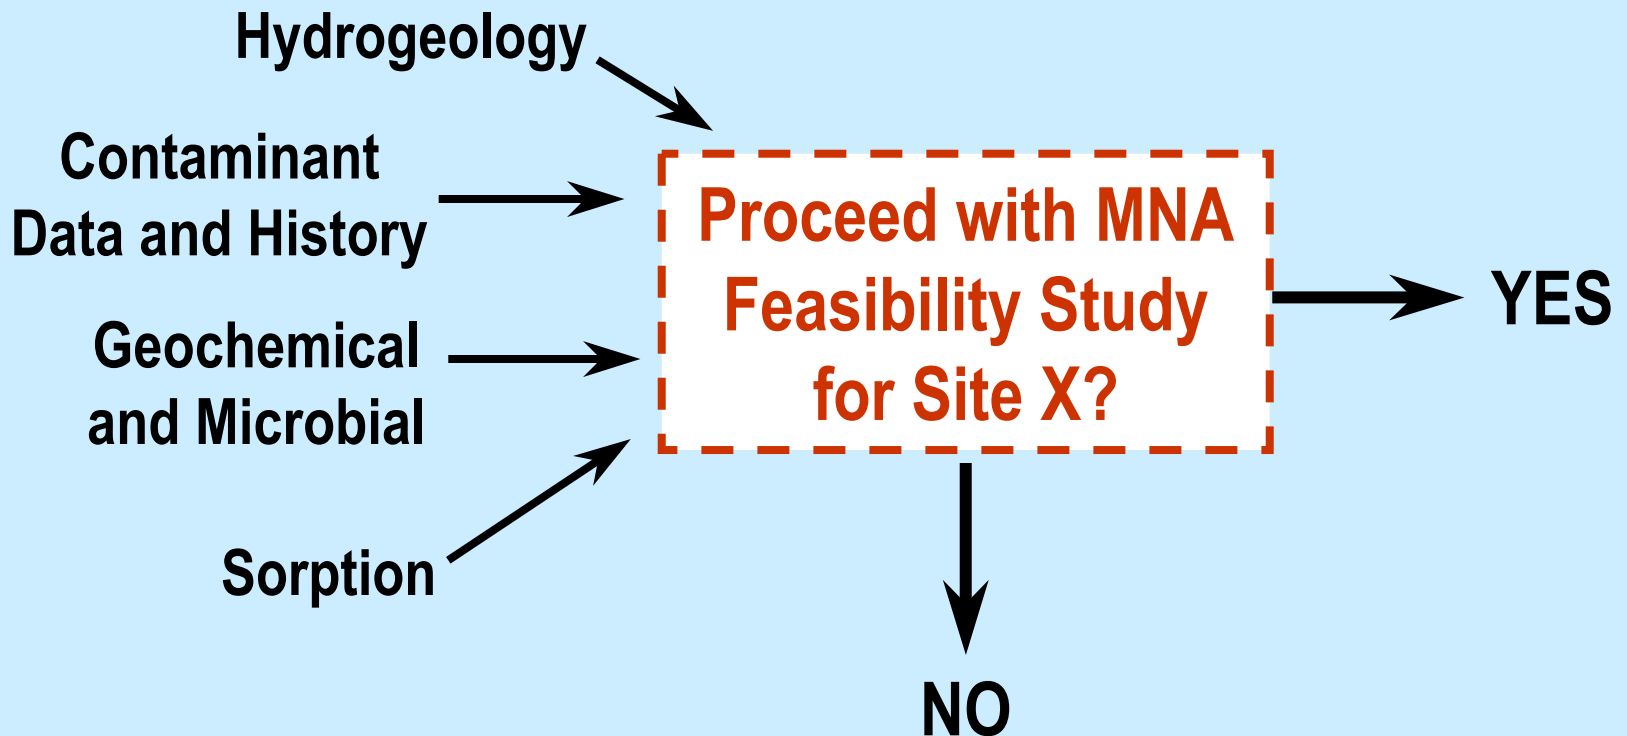 Hydrogeology
Contaminant
Data and History
Geochemical
and Microbial
Sorption
Proceed with MNA
Feasibility Study
for Site X?
YES
NO